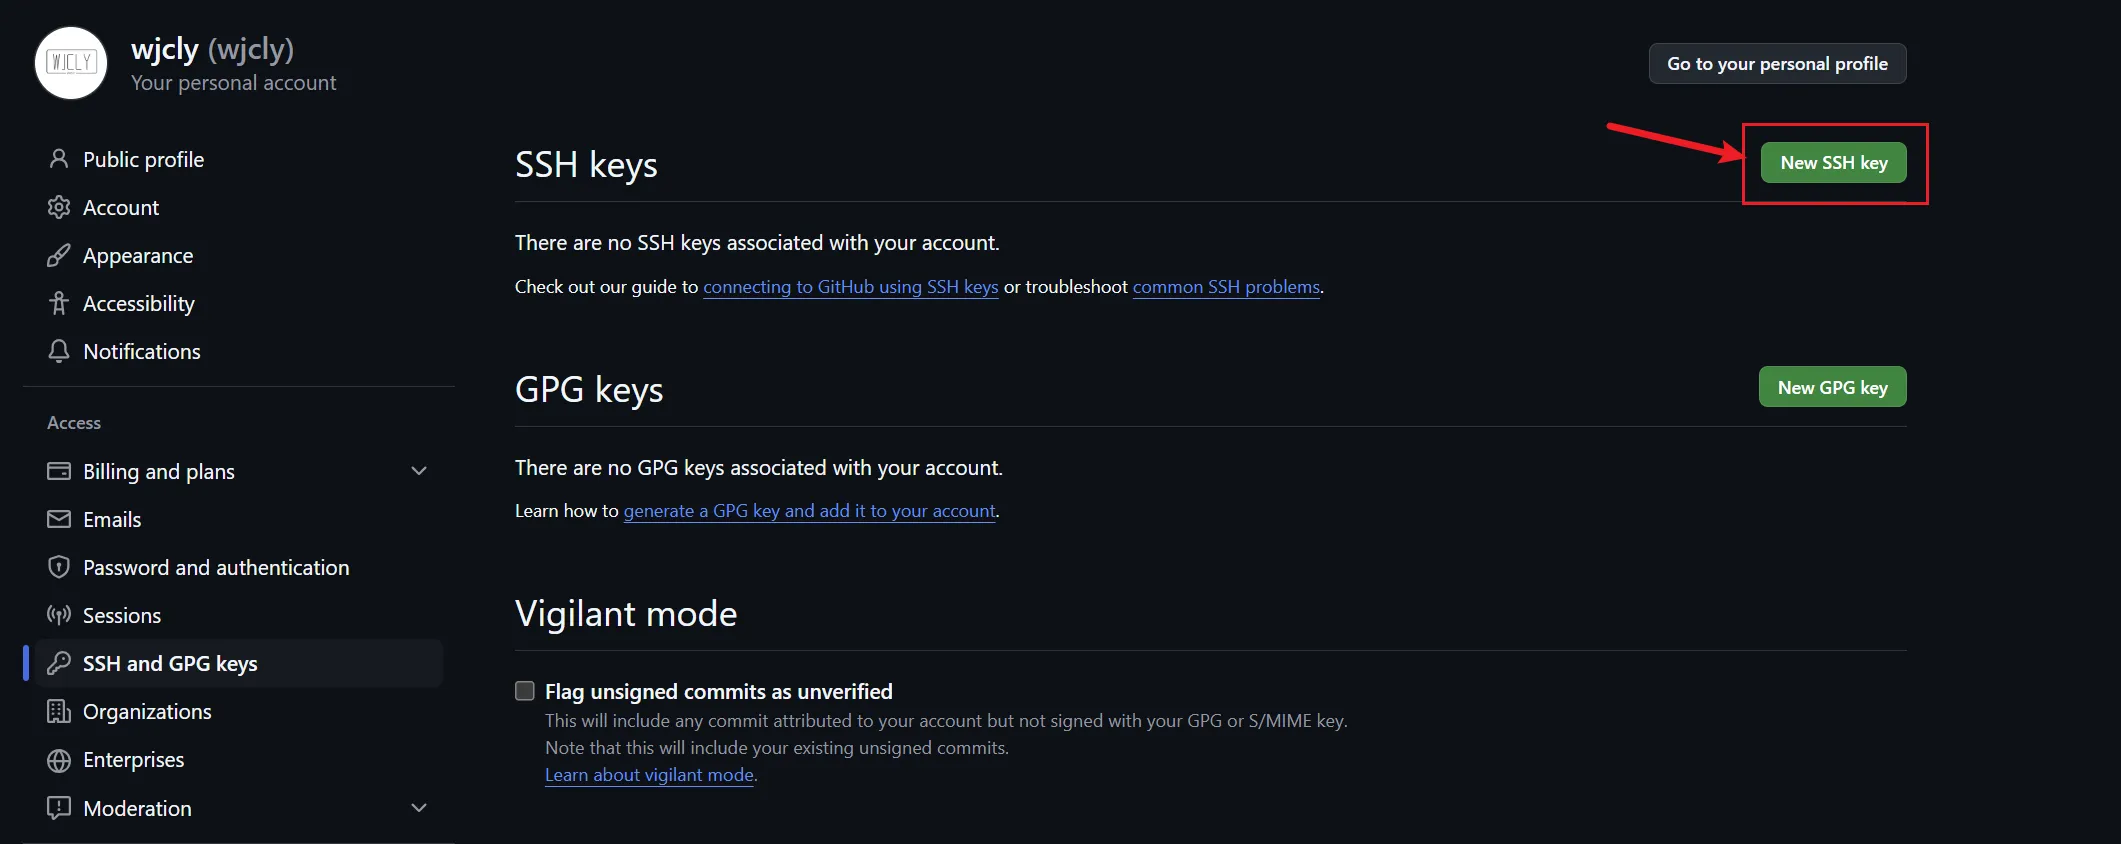 WJCLY
wjcly (wjcly)
Your personal account
Go to your personal profile
Public profile
Account
Appearance
Accessibility
Notifications
Access
Billing and plans
Emails
Password and authentication
Sessions
SSH and GPG keys
Organizations
Enterprises
Moderation
SSH keys
New SSH key
There are no SSH keys associated with your account.
Check out our guide to connecting to GitHub using SSH keys or troubleshoot common SSH problems.
GPG keys
New GPG key
There are no GPG keys associated with your account.
Learn how to generate a GPG key and add it to your account.
Vigilant mode
Flag unsigned commits as unverified
This will include any commit attributed to your account but not signed with your GPG or S/MIME key.
Note that this will include your existing unsigned commits.
Learn about vigilant mode.